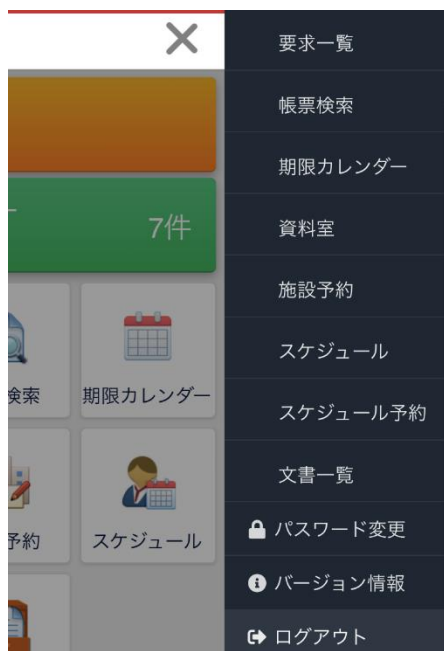 要求一覧
帳票検索
期限カレンダー
資料室
施設予約
スケジュール
スケジュール予約
文書一覧
パスワード変更
バージョン情報
ログアウト
7件
検索
期限カレンダー
予約
スケジュール